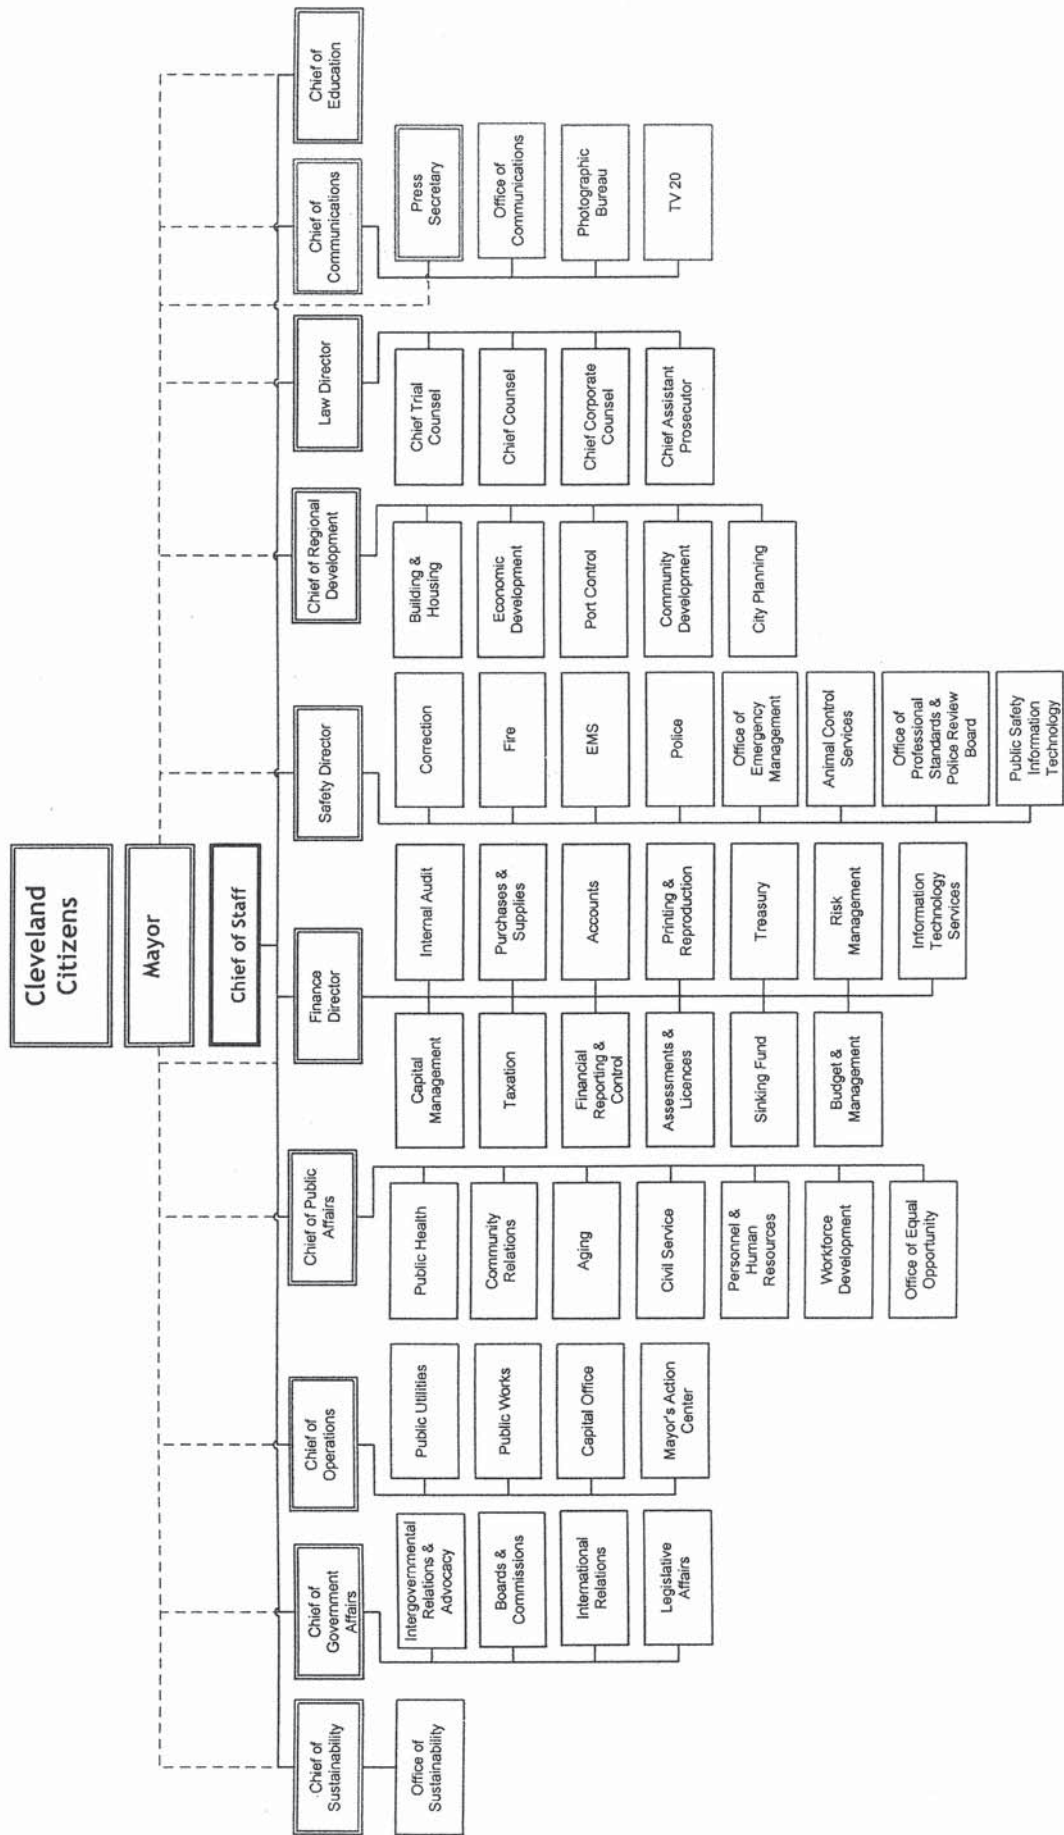 Cleveland
Citizens
Mayor
Chief of Staff
Chief of
Sustainability
Office of
Sustainability
Chief of
Government
Affairs
Intergovernmental
Relations &
Advocacy
Boards &
Commissions
International
Relations
Legislative
Affairs
Chief of
Operations
Public Utilities
Public Works
Capital Office
Mayor's Action
Center
Chief of Public
Affairs
Public Health
Community
Relations
Aging
Civil Service
Personnel &
Human
Resources
Workforce
Development
Office of Equal
Opportunity
Finance
Director
Capital
Management
Taxation
Financial
Reporting &
Control
Assessments &
Licences
Sinking Fund
Budget &
Management
Internal Audit
Purchases &
Supplies
Accounts
Printing &
Reproduction
Treasury
Risk
Management
Information
Technology
Services
Safety Director
Correction
Fire
EMS
Police
Office of
Emergency
Management
Animal Control
Services
Office of
Professional
Standards &
Police Review
Board
Public Safety
Information
Technology
Chief of Regional
Development
Building &
Housing
Economic
Development
Port Control
Community
Development
City Planning
Law Director
Chief Trial
Counsel
Chief Counsel
Chief Corporate
Counsel
Chief Assistant
Prosecutor
Chief of
Communications
Press
Secretary
Office of
Communications
Photographic
Bureau
TV 20
Chief of
Education